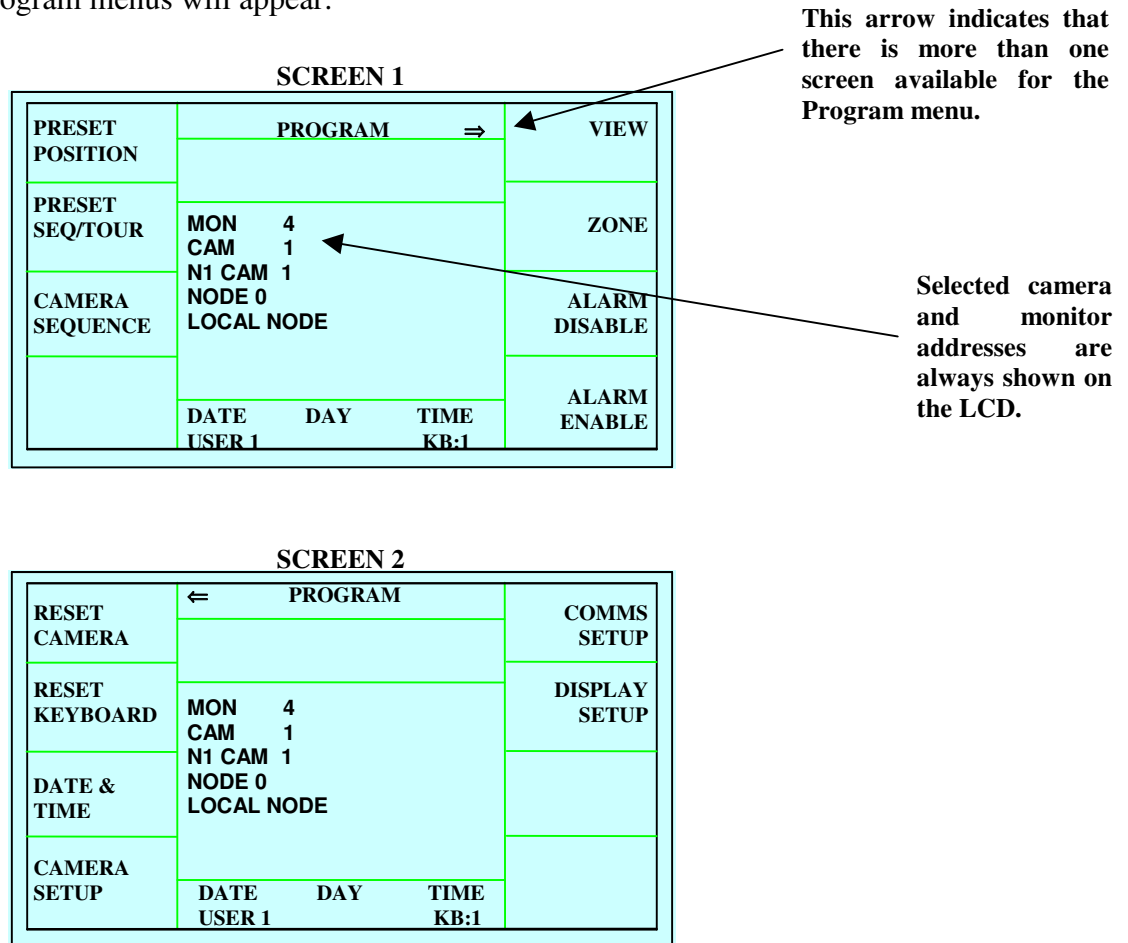 ogram menus will appear.
This arrow indicates that
there is more than one
screen available for the
Program menu.
SCREEN 1
PRESET
POSITION
PROGRAM ⇒
VIEW
PRESET
SEQ/TOUR
MON 4
CAM 1
N1 CAM 1
NODE 0
LOCAL NODE
ZONE
CAMERA
SEQUENCE
ALARM
DISABLE
Selected camera
and monitor
addresses are
always shown on
the LCD.
ALARM
ENABLE
DATE DAY TIME
USER 1 KB:1
SCREEN 2
RESET
CAMERA
⇐ PROGRAM
COMMS
SETUP
RESET
KEYBOARD
MON 4
CAM 1
N1 CAM 1
NODE 0
LOCAL NODE
DISPLAY
SETUP
DATE &
TIME
CAMERA
SETUP
DATE DAY TIME
USER 1 KB:1